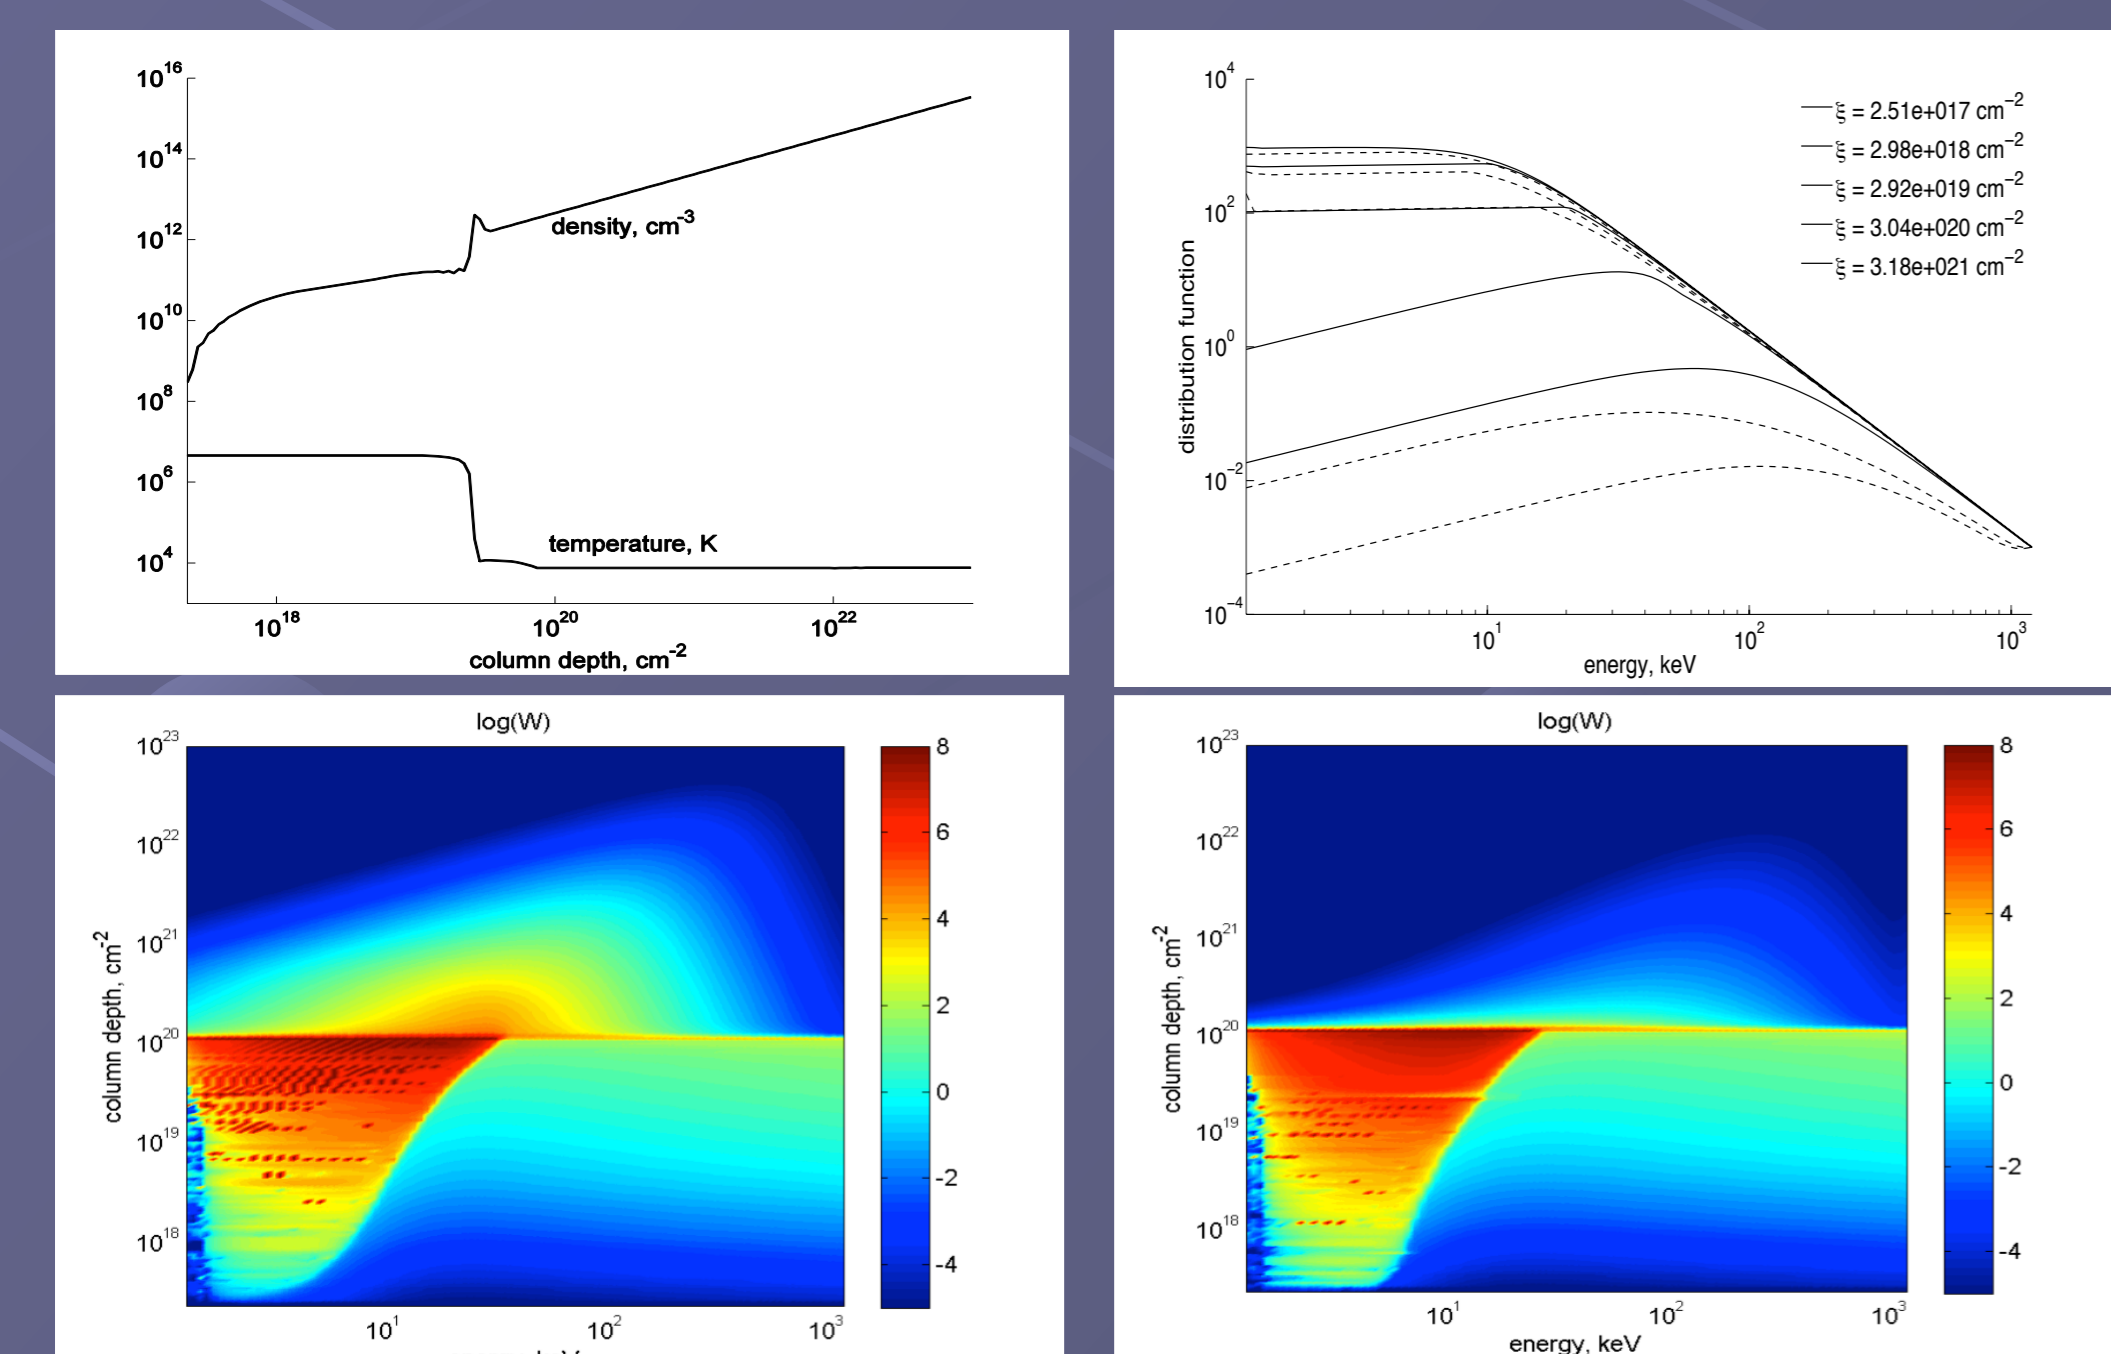 10^16
10^14
density, cm^-3
10^12
10^10
10^8
10^6
temperature, K
10^4
10^18 10^20 10^22
column depth, cm^-2
10^4
ξ = 2.51e+017 cm^−2
ξ = 2.98e+018 cm^−2
ξ = 2.92e+019 cm^−2
ξ = 3.04e+020 cm^−2
ξ = 3.18e+021 cm^−2
10^2
distribution function
10^0
10^−2
10^−4
10^1 10^2 10^3
energy, keV
log(W)
10^23
10^22
10^21
10^20
10^19
10^18
column depth, cm^-2
10^1 10^2 10^3
8
6
4
2
0
-2
-4
log(W)
10^23
10^22
10^21
10^20
10^19
10^18
column depth, cm^-2
10^1 10^2 10^3
energy, keV
8
6
4
2
0
-2
-4